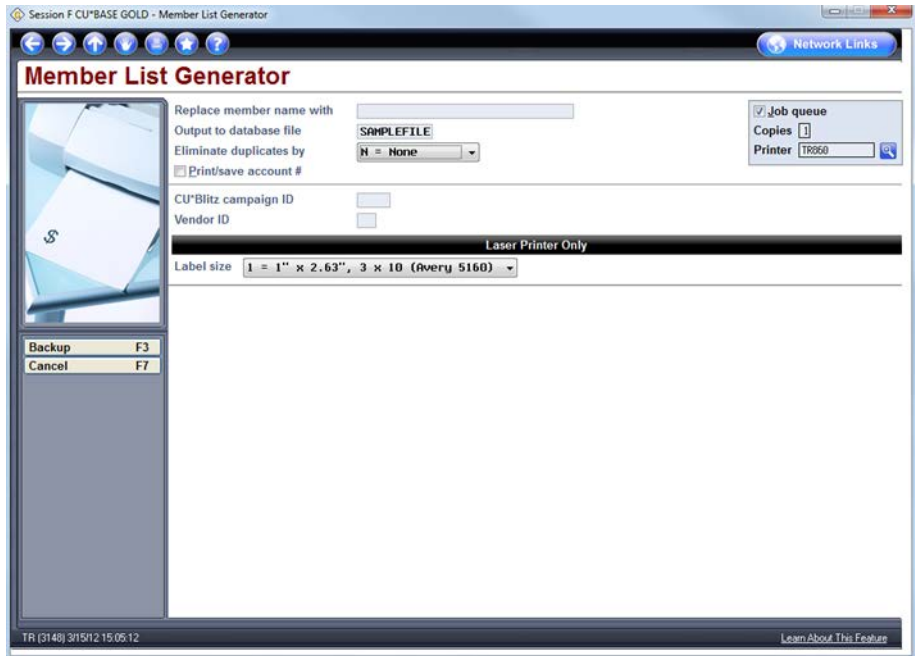 Session F CU*BASE GOLD - Member List Generator
Network Links
Member List Generator
Replace member name with
Output to database file SAMPLEFILE
Eliminate duplicates by N = None
Print/save account #
Job queue
Copies 1
Printer TR860
CU*Blitz campaign ID
Vendor ID
Laser Printer Only
Label size 1 = 1" x 2.63", 3 x 10 (Avery 5160)
$
Backup F3
Cancel F7
TR (3148) 3/15/12 15:05:12
Learn About This Feature